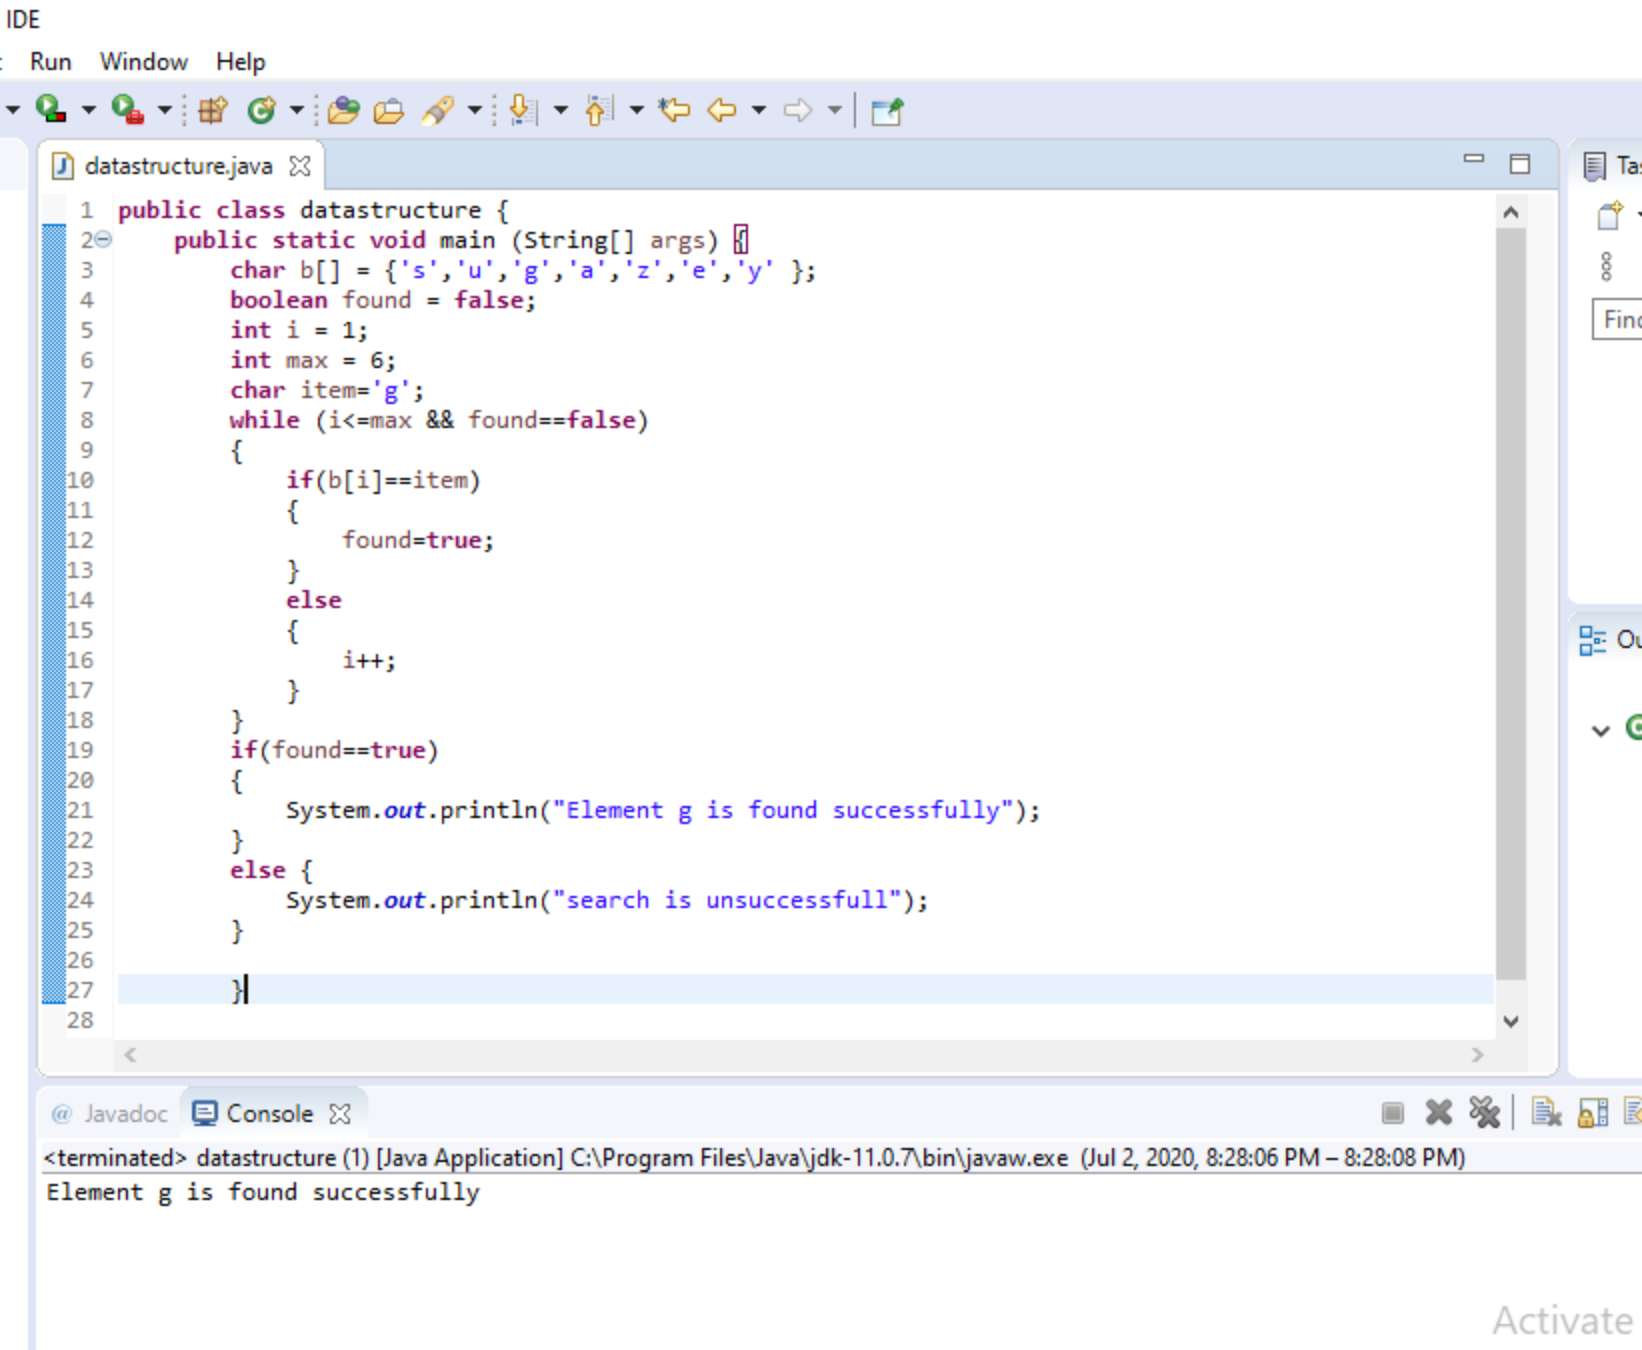 IDE
Run Window Help
datastructure.java
Tas
1 public class datastructure {
2 public static void main (String[] args) {
3 char b[] = {'s','u','g','a','z','e','y' };
4 boolean found = false;
5 int i = 1;
6 int max = 6;
7 char item='g';
8 while (i<=max && found==false)
9 {
10 if(b[i]==item)
11 {
12 found=true;
13 }
14 else
15 {
16 i++;
17 }
18 }
19 if(found==true)
20 {
21 System.out.println("Element g is found successfully");
22 }
23 else {
24 System.out.println("search is unsuccessfull");
25 }
26
27 }
28
Find
Ou
@ Javadoc Console
<terminated> datastructure (1) [Java Application] C:\Program Files\Java\jdk-11.0.7\bin\javaw.exe (Jul 2, 2020, 8:28:06 PM – 8:28:08 PM)
Element g is found successfully
Activate